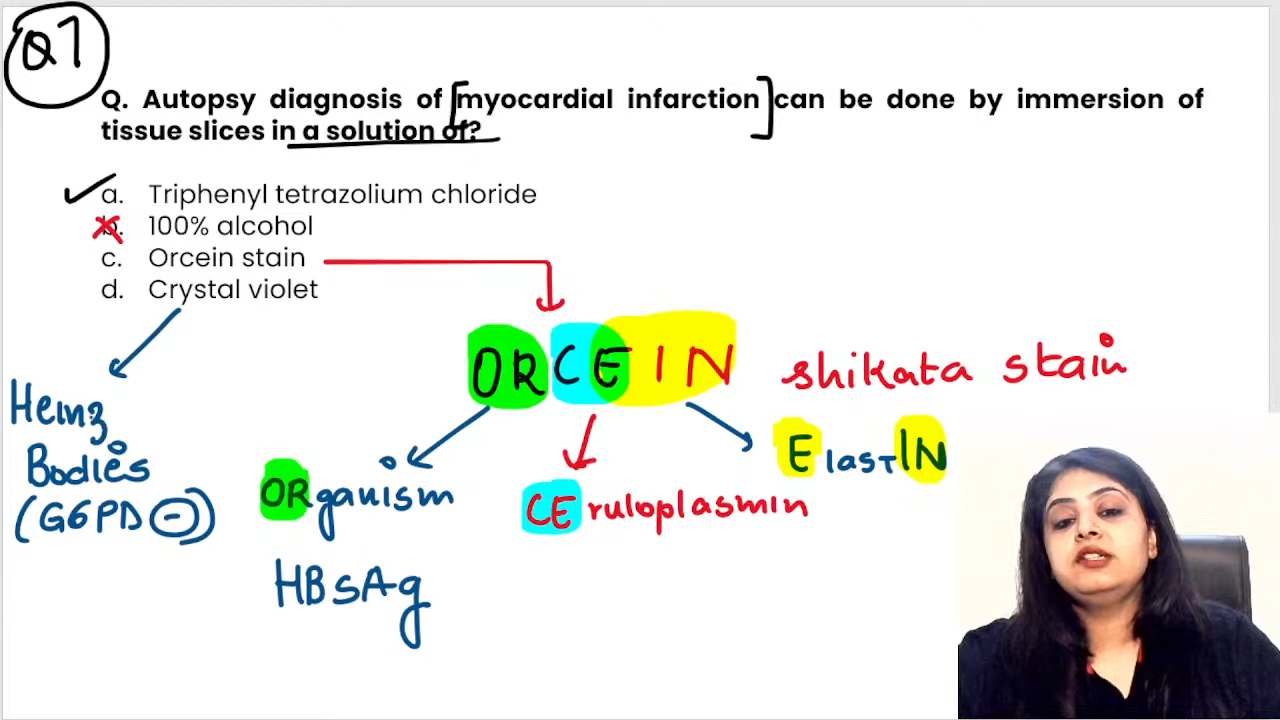 Q7
Q. Autopsy diagnosis of [myocardial infarction] can be done by immersion of
tissue slices in a solution of?
a. Triphenyl tetrazolium chloride
b. 100% alcohol
c. Orcein stain
d. Crystal violet
ORCEIN
shikata stain
Heinz
Bodies
(G6PD -)
ORganism
HBsAg
CEruloplasmin
ElastIN